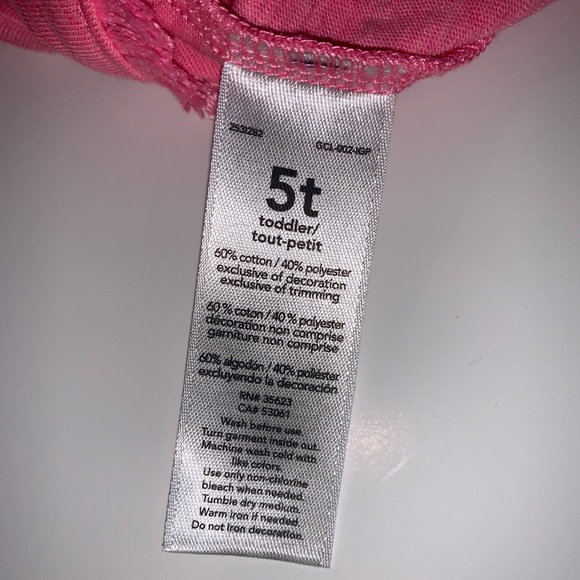 2531282 GCL-002-IGP
5t
toddler/
tout-petit
60% cotton / 40% polyester
exclusive of decoration
exclusive of trimming
60 % coton / 40 % polyester
décoration non comprise
garniture non comprise
60% algodón / 40% poliéster
excluyendo la decoración
RN# 35623
CA# 53061
Wash before use.
Turn garment inside out.
Machine wash cold with
like colors.
Use only non-chlorine
bleach when needed.
Tumble dry medium.
Warm iron if needed.
Do not iron decoration.